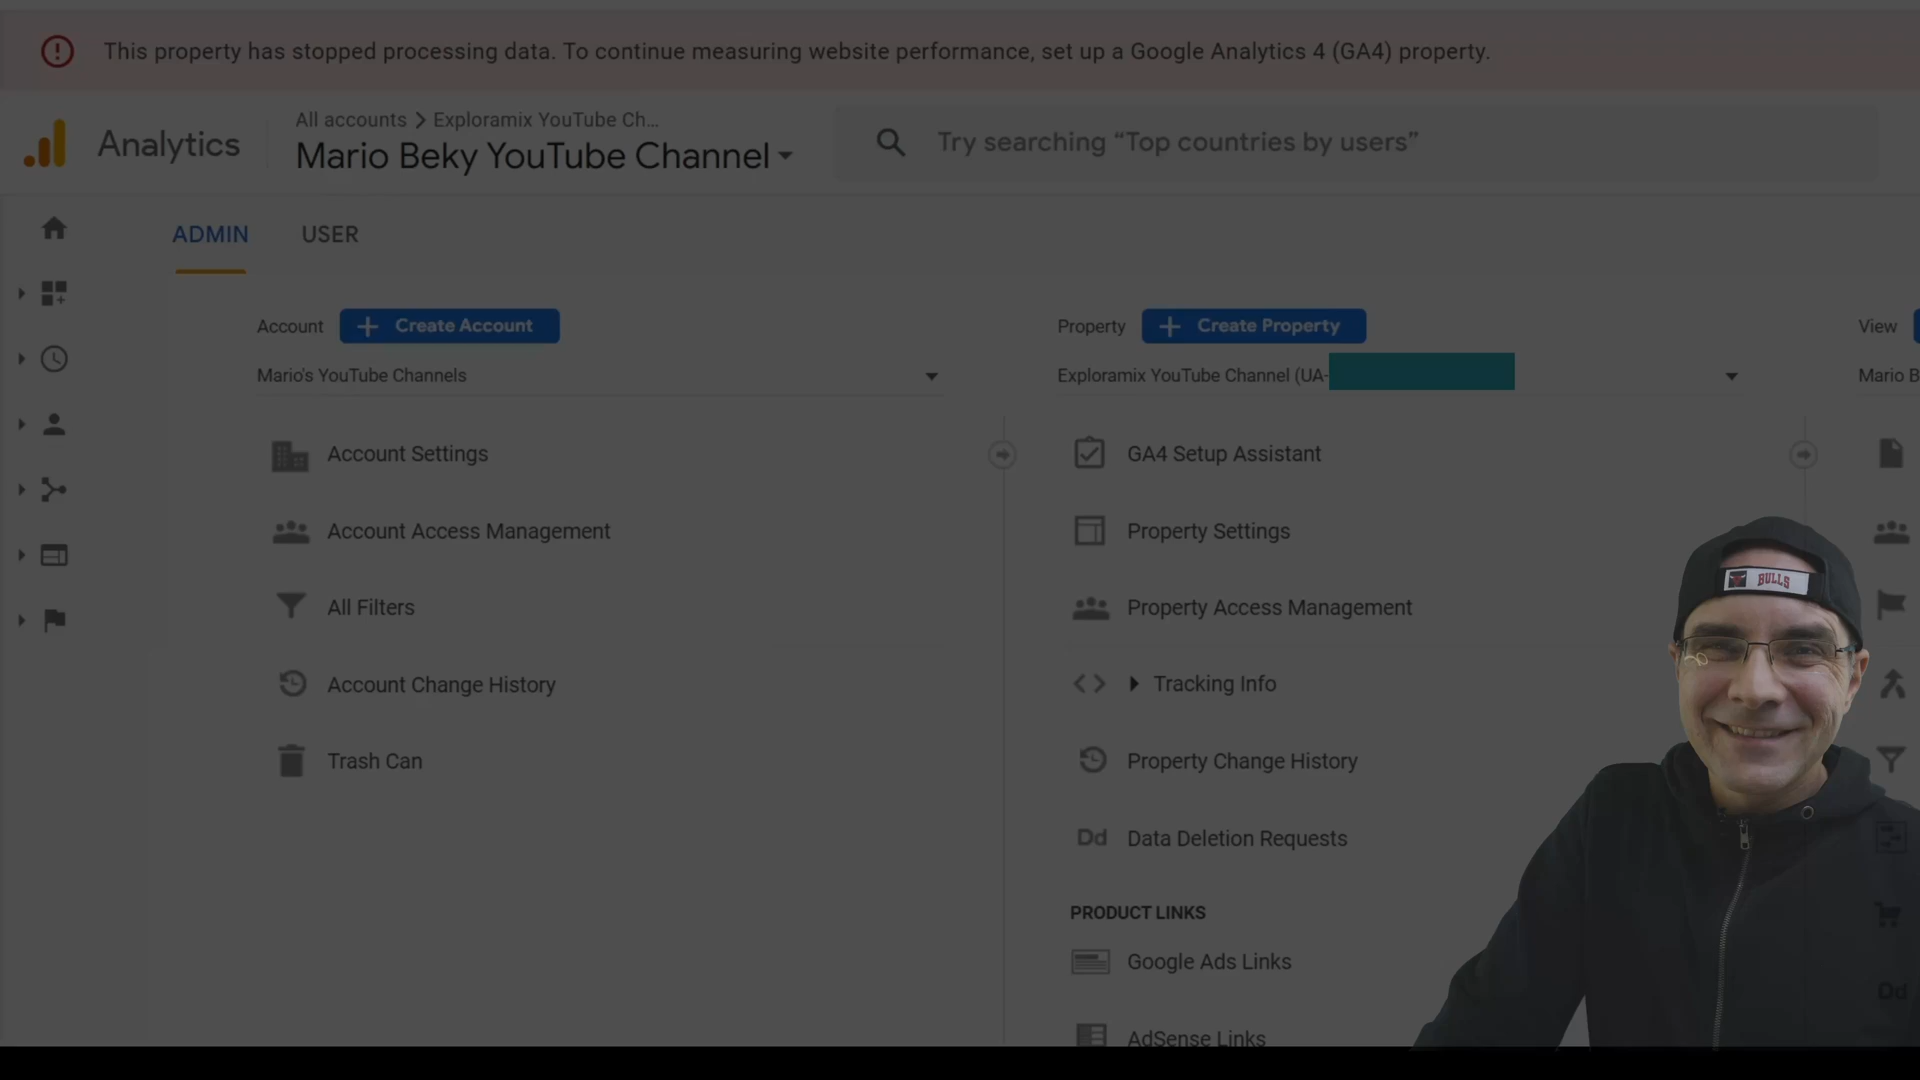 This property has stopped processing data. To continue measuring website performance, set up a Google Analytics 4 (GA4) property.
Analytics
All accounts > Exploramix YouTube Ch...
Mario Beky YouTube Channel
Try searching “Top countries by users”
ADMIN
USER
Account
+ Create Account
Mario's YouTube Channels
Account Settings
Account Access Management
All Filters
Account Change History
Trash Can
Property
+ Create Property
Exploramix YouTube Channel (UA-
GA4 Setup Assistant
Property Settings
Property Access Management
Tracking Info
Property Change History
Dd Data Deletion Requests
PRODUCT LINKS
Google Ads Links
AdSense Links
View
Mario B
Dd
BULLS